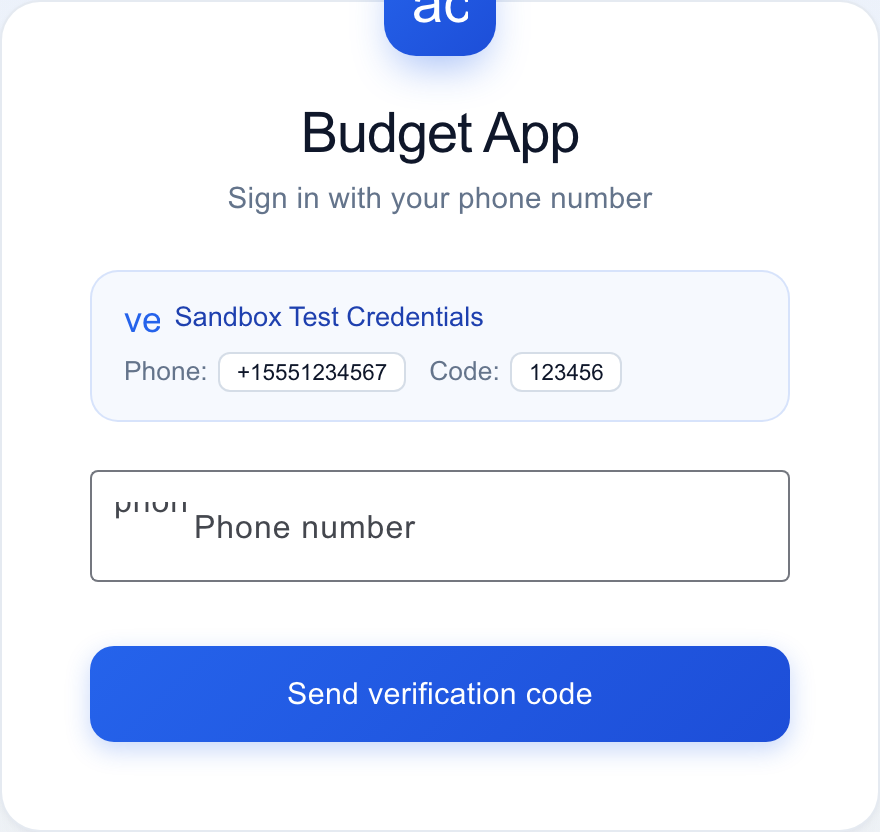 ac
Budget App
Sign in with your phone number
ve Sandbox Test Credentials
Phone: +15551234567 Code: 123456
phon Phone number
Send verification code